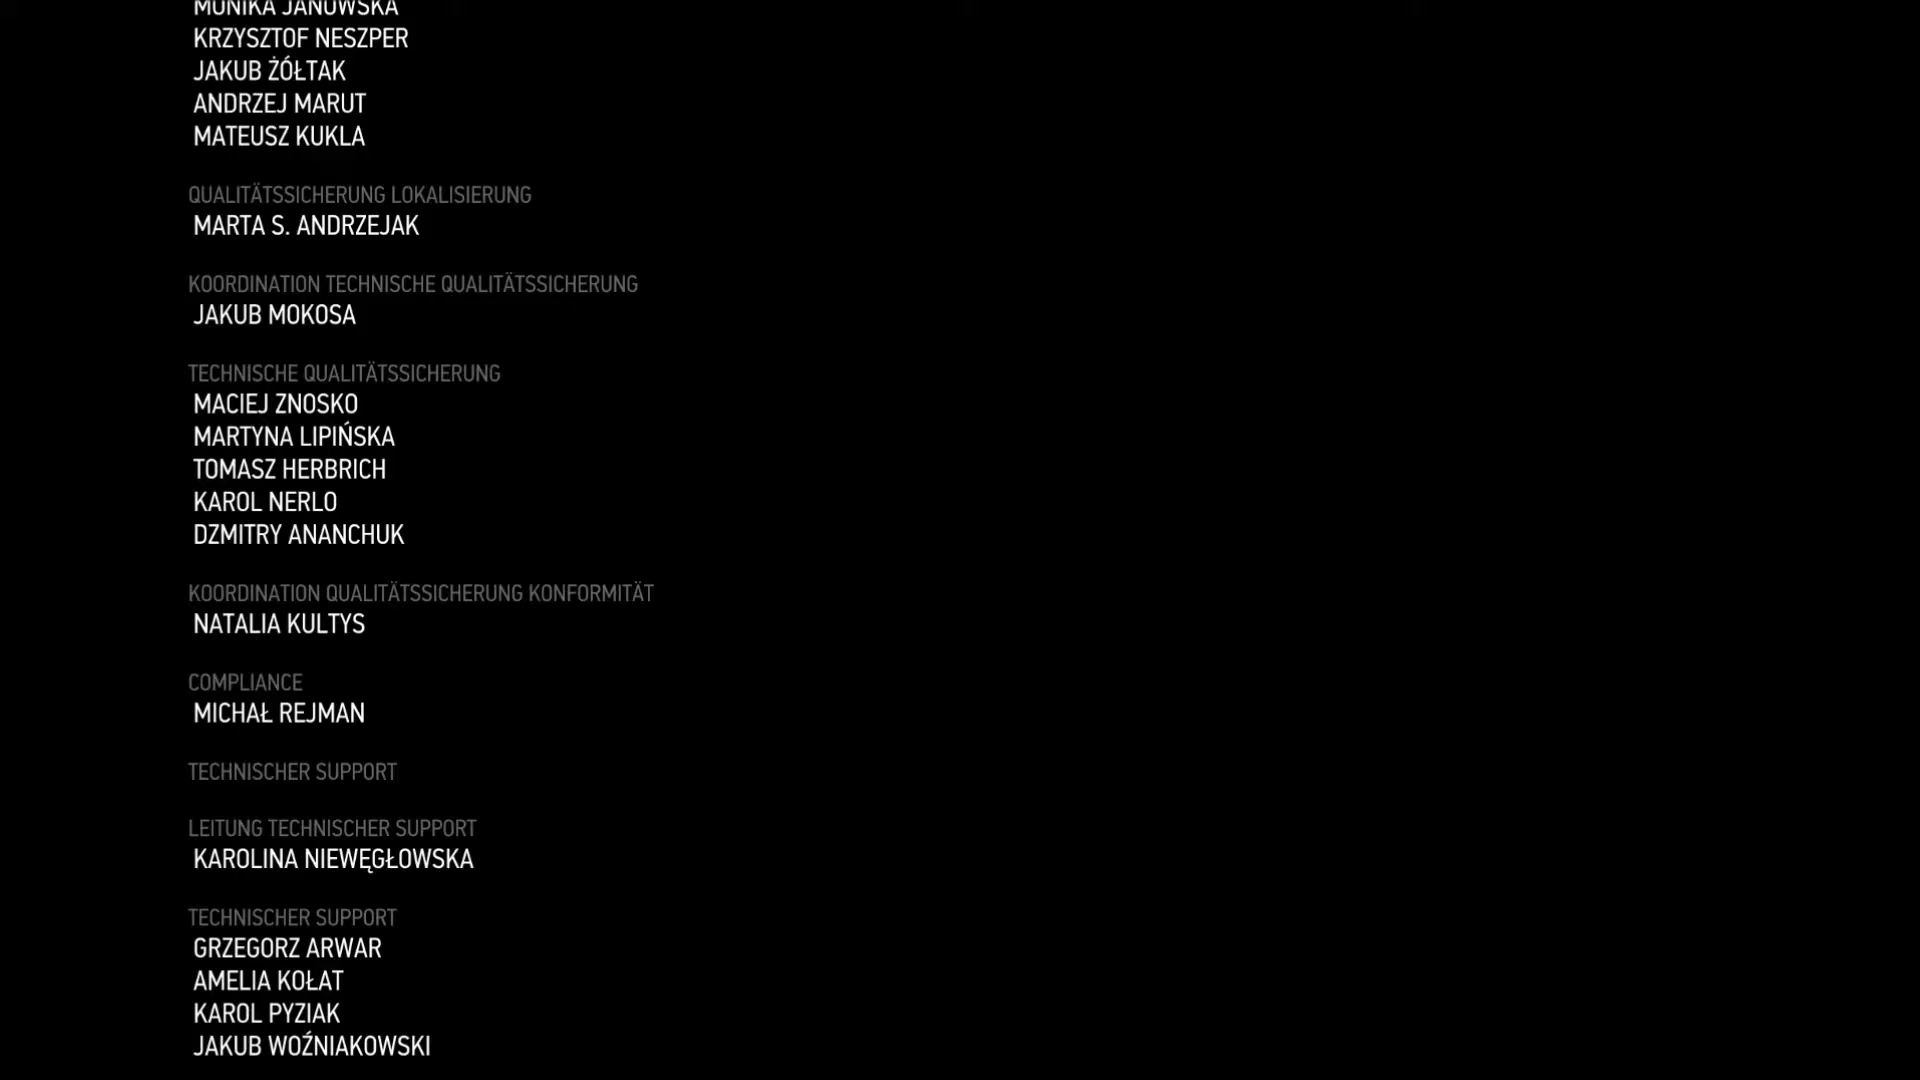 MONIKA JANOWSKA
KRZYSZTOF NESZPER
JAKUB ŻÓŁTAK
ANDRZEJ MARUT
MATEUSZ KUKLA
QUALITÄTSSICHERUNG LOKALISIERUNG
MARTA S. ANDRZEJAK
KOORDINATION TECHNISCHE QUALITÄTSSICHERUNG
JAKUB MOKOSA
TECHNISCHE QUALITÄTSSICHERUNG
MACIEJ ZNOSKO
MARTYNA LIPIŃSKA
TOMASZ HERBRICH
KAROL NERLO
DZMITRY ANANCHUK
KOORDINATION QUALITÄTSSICHERUNG KONFORMITÄT
NATALIA KULTYS
COMPLIANCE
MICHAŁ REJMAN
TECHNISCHER SUPPORT
LEITUNG TECHNISCHER SUPPORT
KAROLINA NIEWĘGŁOWSKA
TECHNISCHER SUPPORT
GRZEGORZ ARWAR
AMELIA KOŁAT
KAROL PYZIAK
JAKUB WOŹNIAKOWSKI